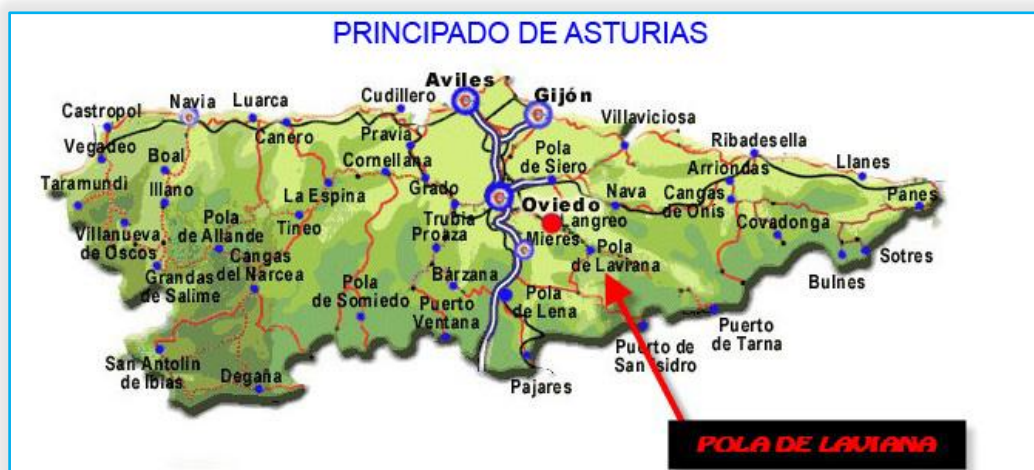 PRINCIPADO DE ASTURIAS
Aviles
Gijón
Castropol
Navia
Luarca
Cudillero
Villaviciosa
Vegadeo
Canero
Pravia
Ribadesella
Boal
Cornellana
Pola
de Siero
Arriondas
Llanes
Taramundi
Illano
La Espina
Grado
Nava
Cangas
de Onis
Panes
Villanueva
de Oscos
Pola
de Allande
Tineo
Trubia
Oviedo
Langreo
Covadonga
Proaza
Mieres
Pola
de Laviana
Sotres
Grandas
de Salime
Cangas
del Narcea
Bulnes
Pola
de Somiedo
Bárzana
Puerto
Ventana
Pola
de Lena
Puerto
de Tarna
San Antolin
de Ibias
Degaña
Pajares
Puerto de
San Isidro
POLA DE LAVIANA